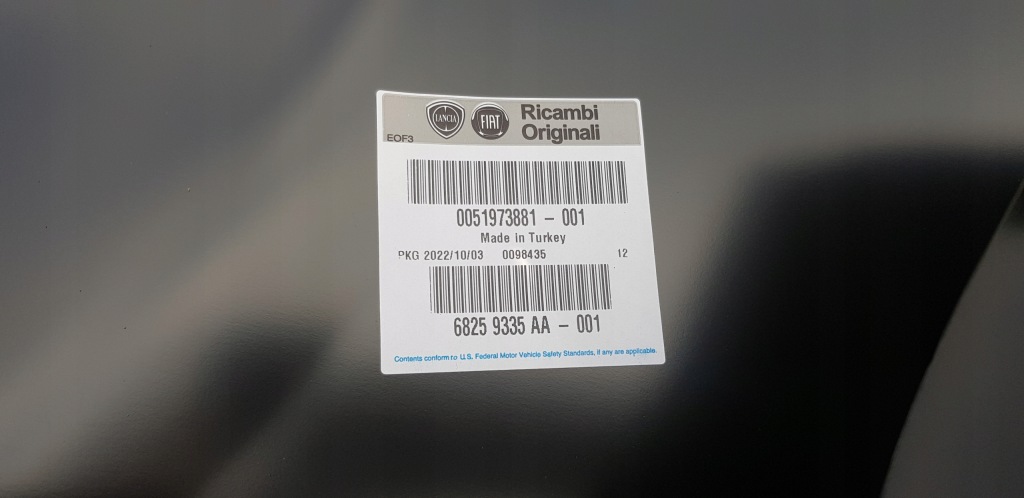 LANCIA FIAT Ricambi
Originali
EOF3
0051973881 - 001
Made in Turkey
PKG 2022/10/03 0098435 12
6825 9335 AA - 001
Contents conform to U.S. Federal Motor Vehicle Safety Standards, if any are applicable.